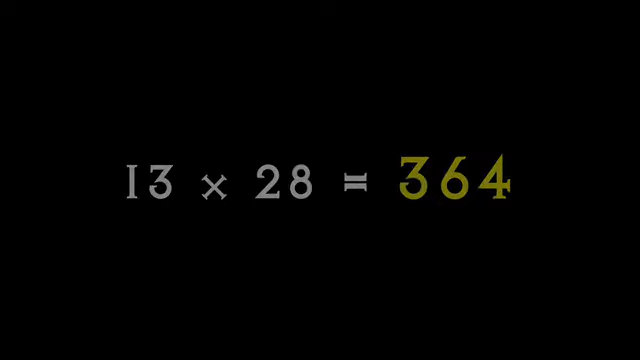 13 × 28 = 364